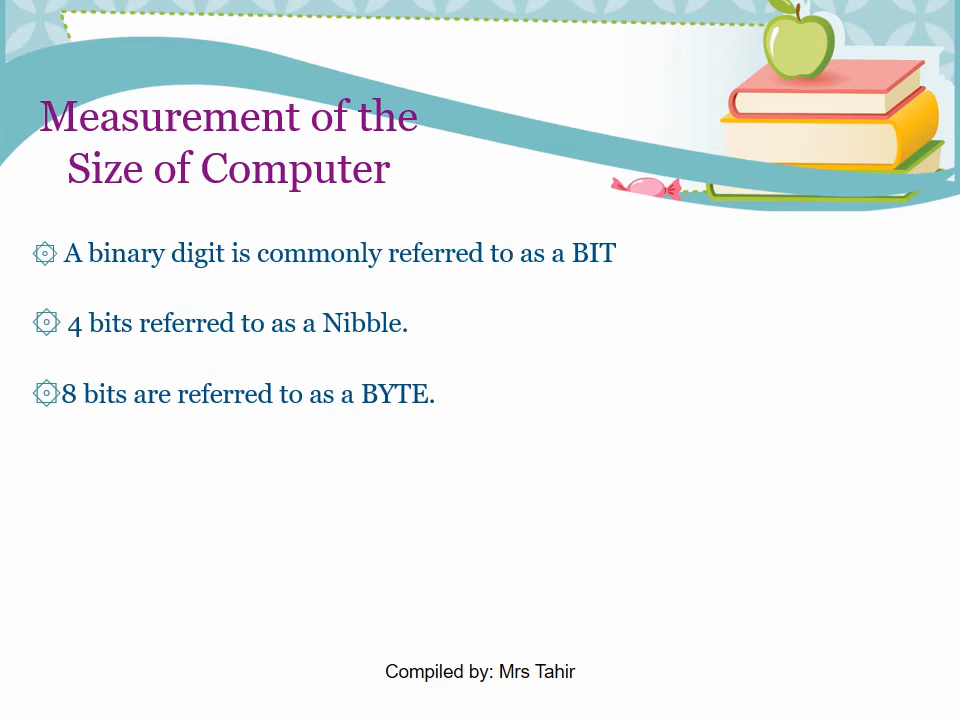 Measurement of the
Size of Computer
۞ A binary digit is commonly referred to as a BIT
۞ 4 bits referred to as a Nibble.
۞8 bits are referred to as a BYTE.
Compiled by: Mrs Tahir